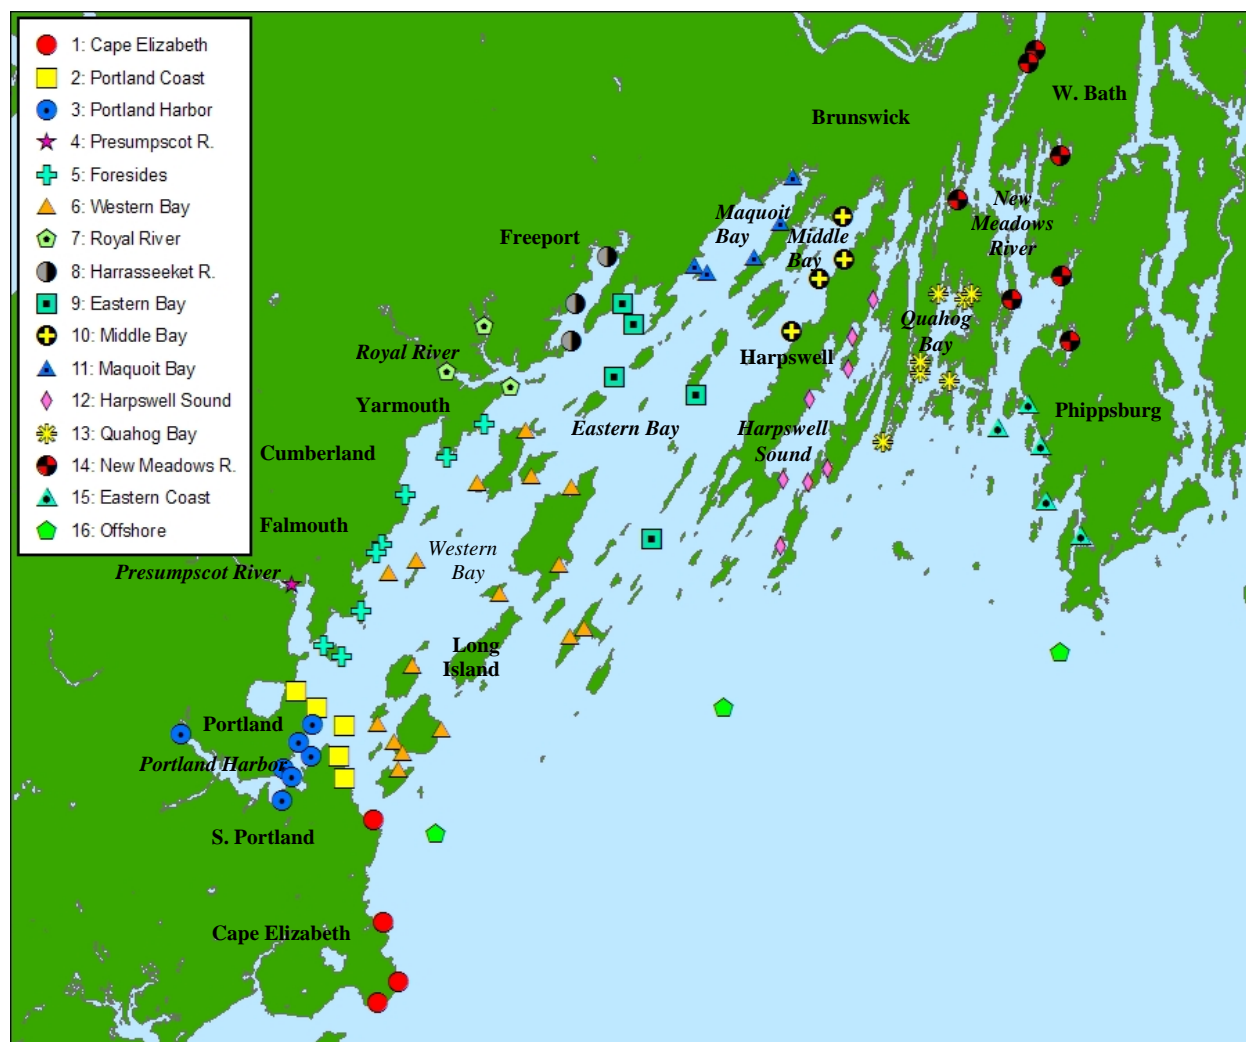 1: Cape Elizabeth
2: Portland Coast
3: Portland Harbor
4: Presumpscot R.
5: Foresides
6: Western Bay
7: Royal River
8: Harrasseeket R.
9: Eastern Bay
10: Middle Bay
11: Maquoit Bay
12: Harpswell Sound
13: Quahog Bay
14: New Meadows R.
15: Eastern Coast
16: Offshore
W. Bath
Brunswick
New
Meadows
River
Maquoit
Bay
Middle
Bay
Freeport
Quahog
Bay
Royal River
Harpswell
Yarmouth
Phippsburg
Eastern Bay
Harpswell
Sound
Cumberland
Falmouth
Western
Bay
Presumpscot River
Long
Island
Portland
Portland Harbor
S. Portland
Cape Elizabeth